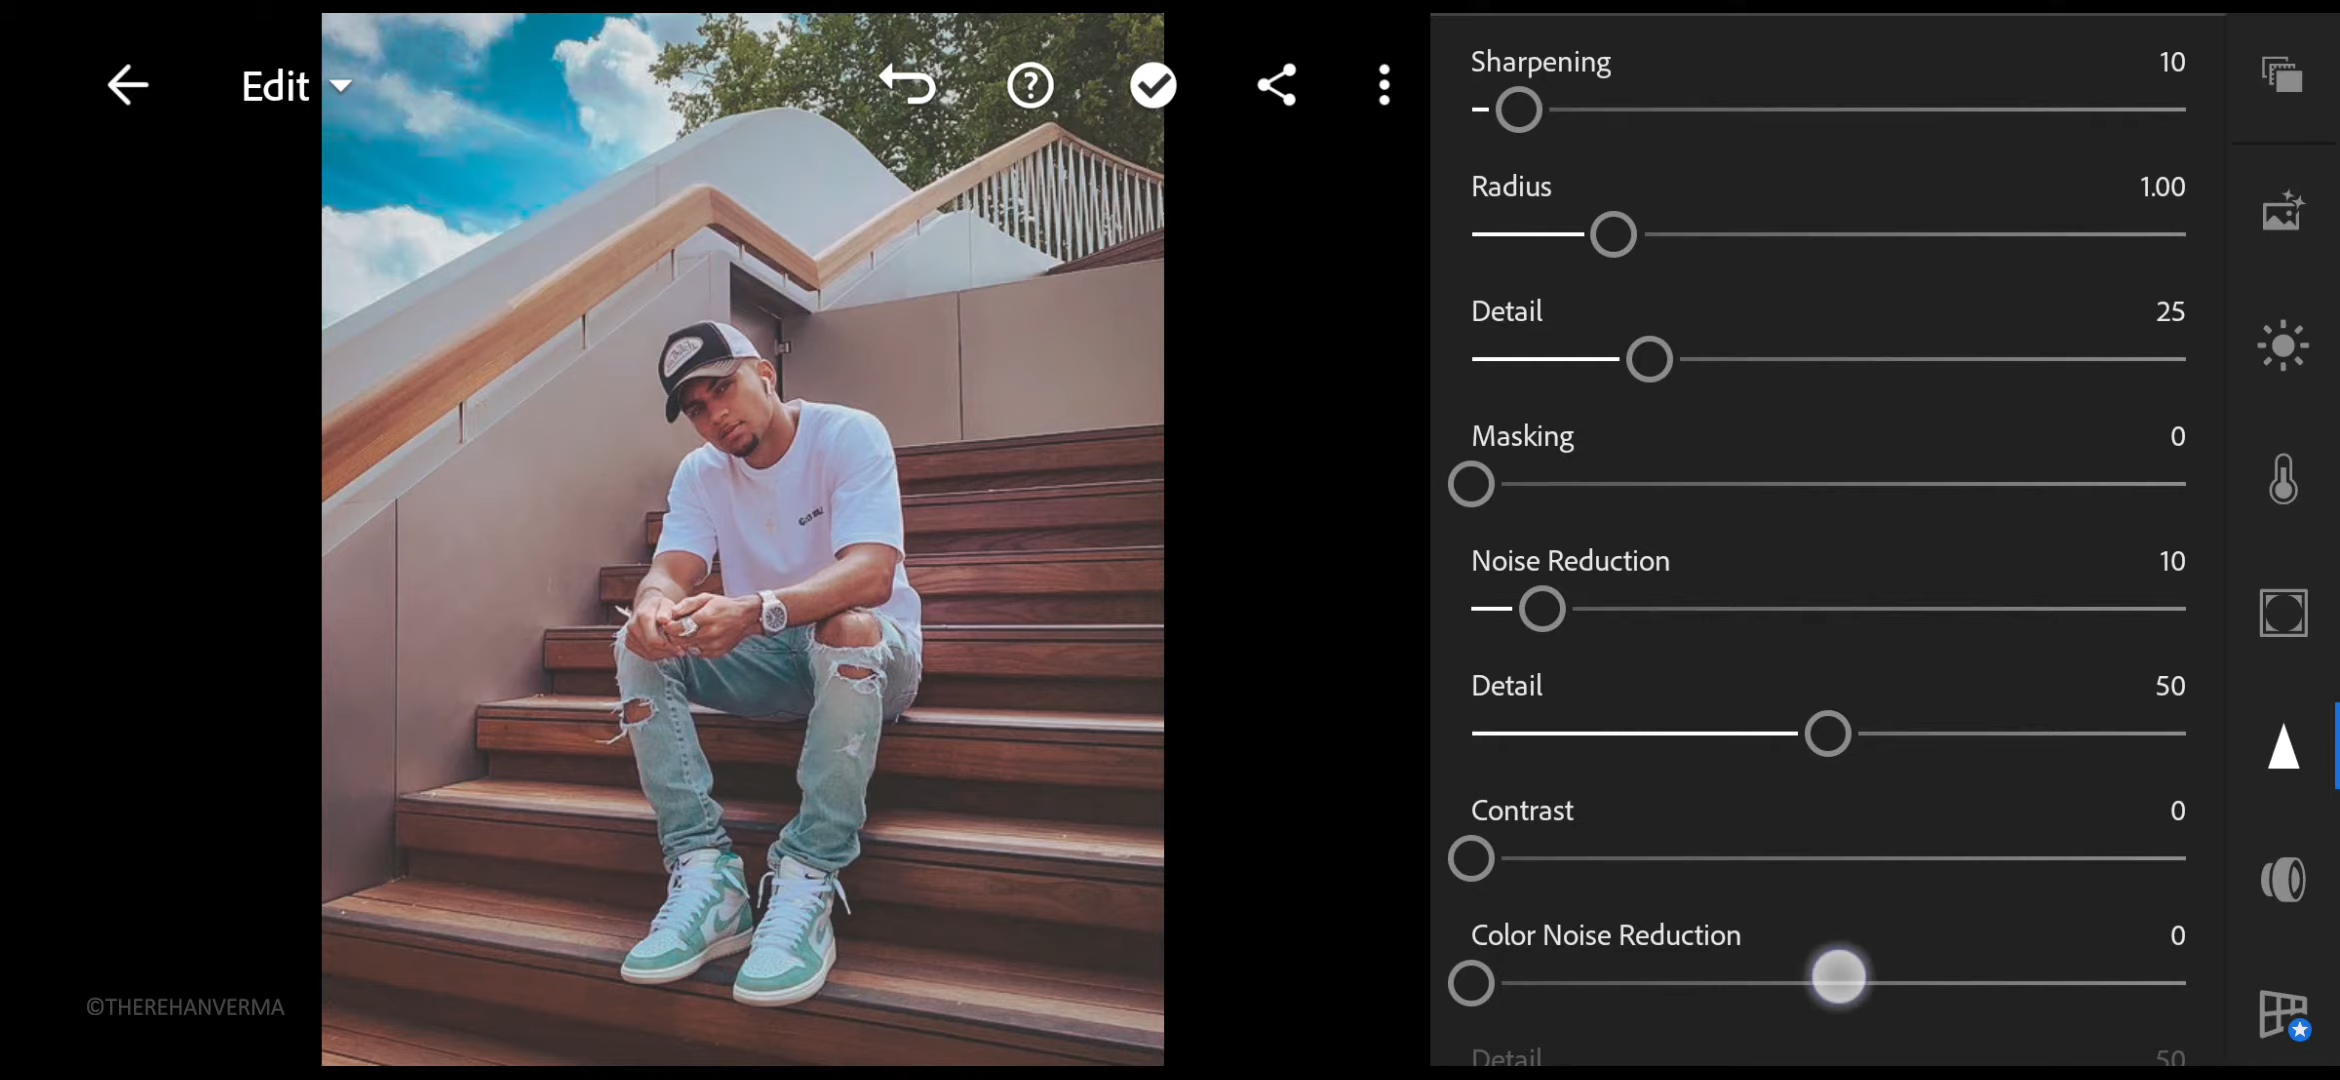 Edit
Sharpening 10
Radius 1.00
Detail 25
Masking 0
Noise Reduction 10
Detail 50
Contrast 0
Color Noise Reduction 0
Detail 50
©THEREHANVERMA